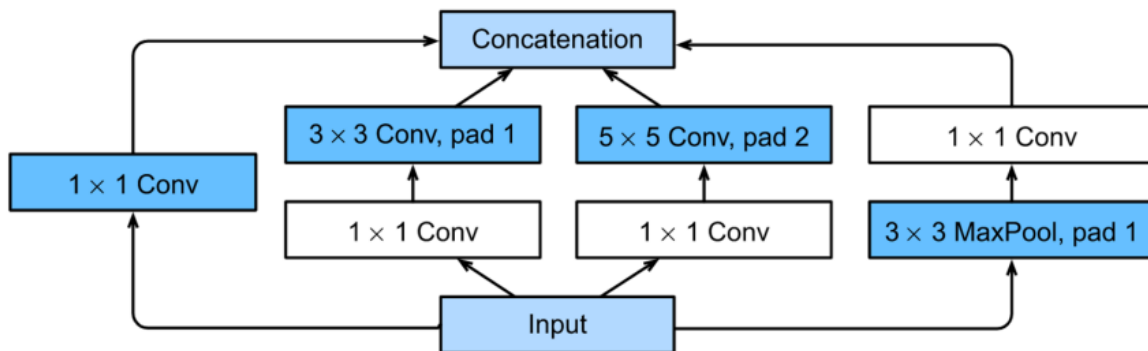 Concatenation
3 × 3 Conv, pad 1
5 × 5 Conv, pad 2
1 × 1 Conv
1 × 1 Conv
1 × 1 Conv
1 × 1 Conv
3 × 3 MaxPool, pad 1
Input